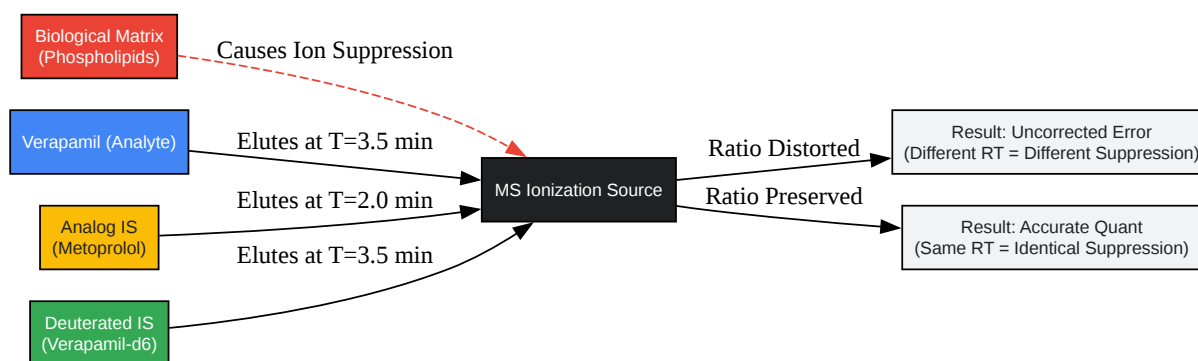 Biological Matrix
(Phospholipids)
Causes Ion Suppression
Verapamil (Analyte)
Elutes at T=3.5 min
Analog IS
(Metoprolol)
Elutes at T=2.0 min
Deuterated IS
(Verapamil-d6)
Elutes at T=3.5 min
MS Ionization Source
Ratio Distorted
Result: Uncorrected Error
(Different RT = Different Suppression)
Ratio Preserved
Result: Accurate Quant
(Same RT = Identical Suppression)